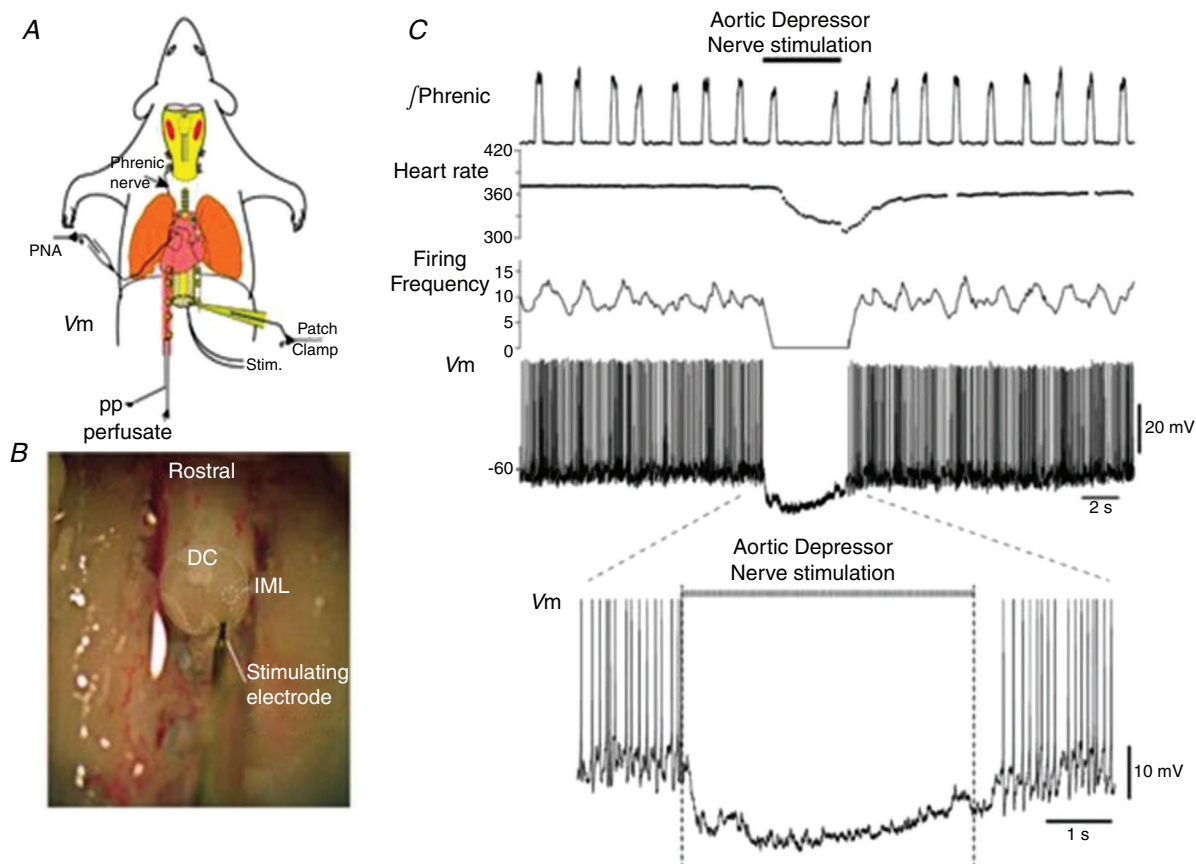 A
Phrenic
nerve
PNA
Vm
Patch
Clamp
Stim.
pp
perfusate
B
Rostral
DC
IML
Stimulating
electrode
C
Aortic Depressor
Nerve stimulation
∫Phrenic
420
Heart rate
360
300
Firing
Frequency
15
10
5
0
Vm
-60
20 mV
2 s
Aortic Depressor
Nerve stimulation
Vm
10 mV
1 s